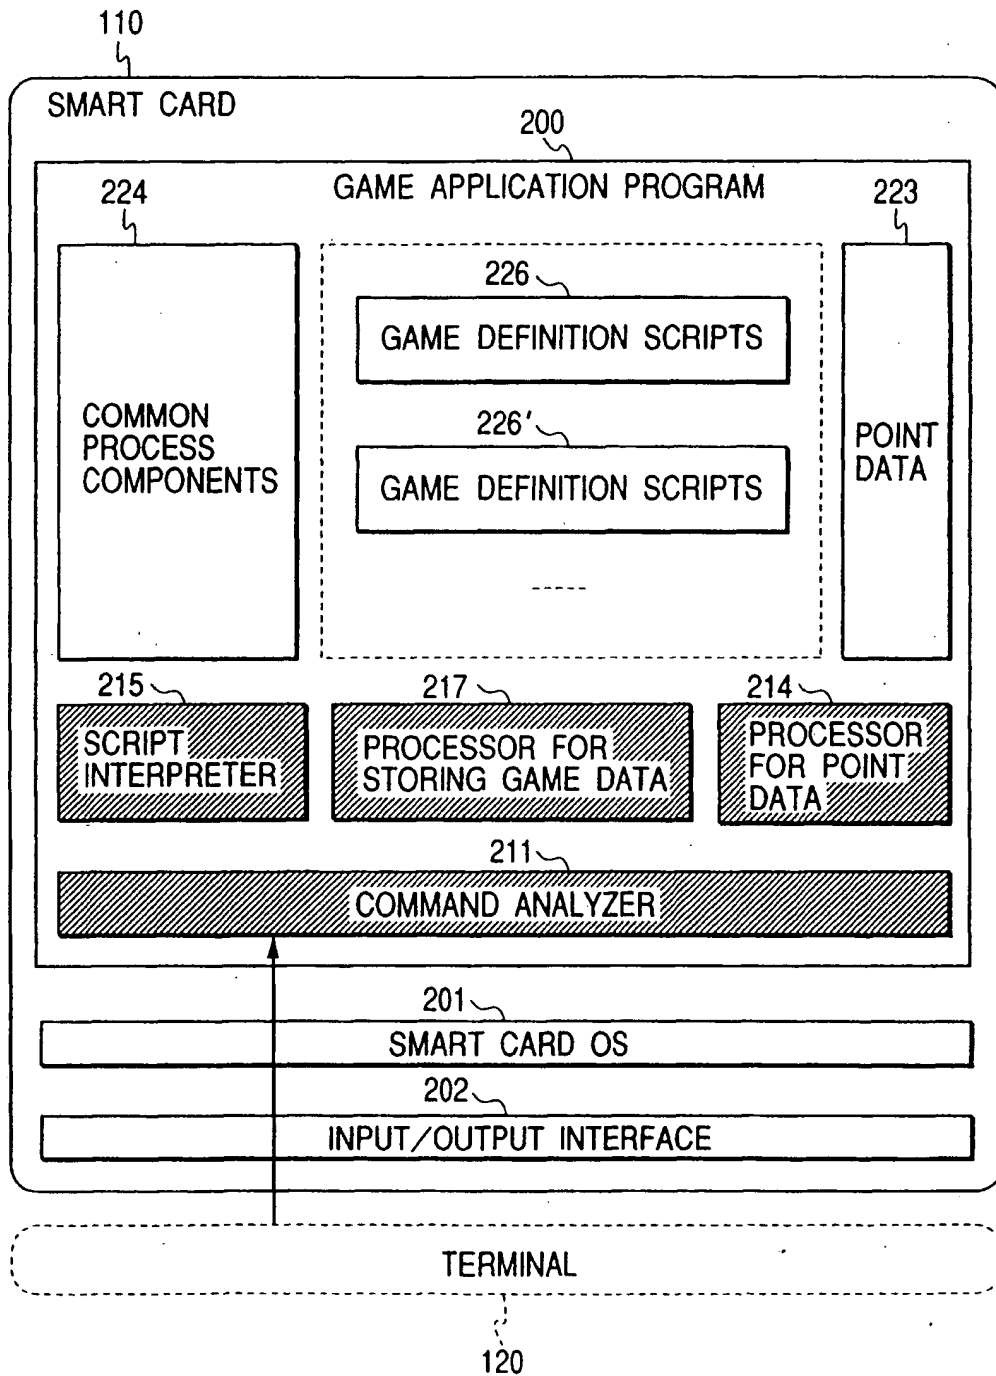 110
SMART CARD
200
224
GAME APPLICATION PROGRAM
223
226
GAME DEFINITION SCRIPTS
226'
GAME DEFINITION SCRIPTS
COMMON
PROCESS
COMPONENTS
POINT
DATA
215
217
214
SCRIPT
INTERPRETER
PROCESSOR FOR
STORING GAME DATA
PROCESSOR
FOR POINT
DATA
211
COMMAND ANALYZER
201
SMART CARD OS
202
INPUT/OUTPUT INTERFACE
TERMINAL
120